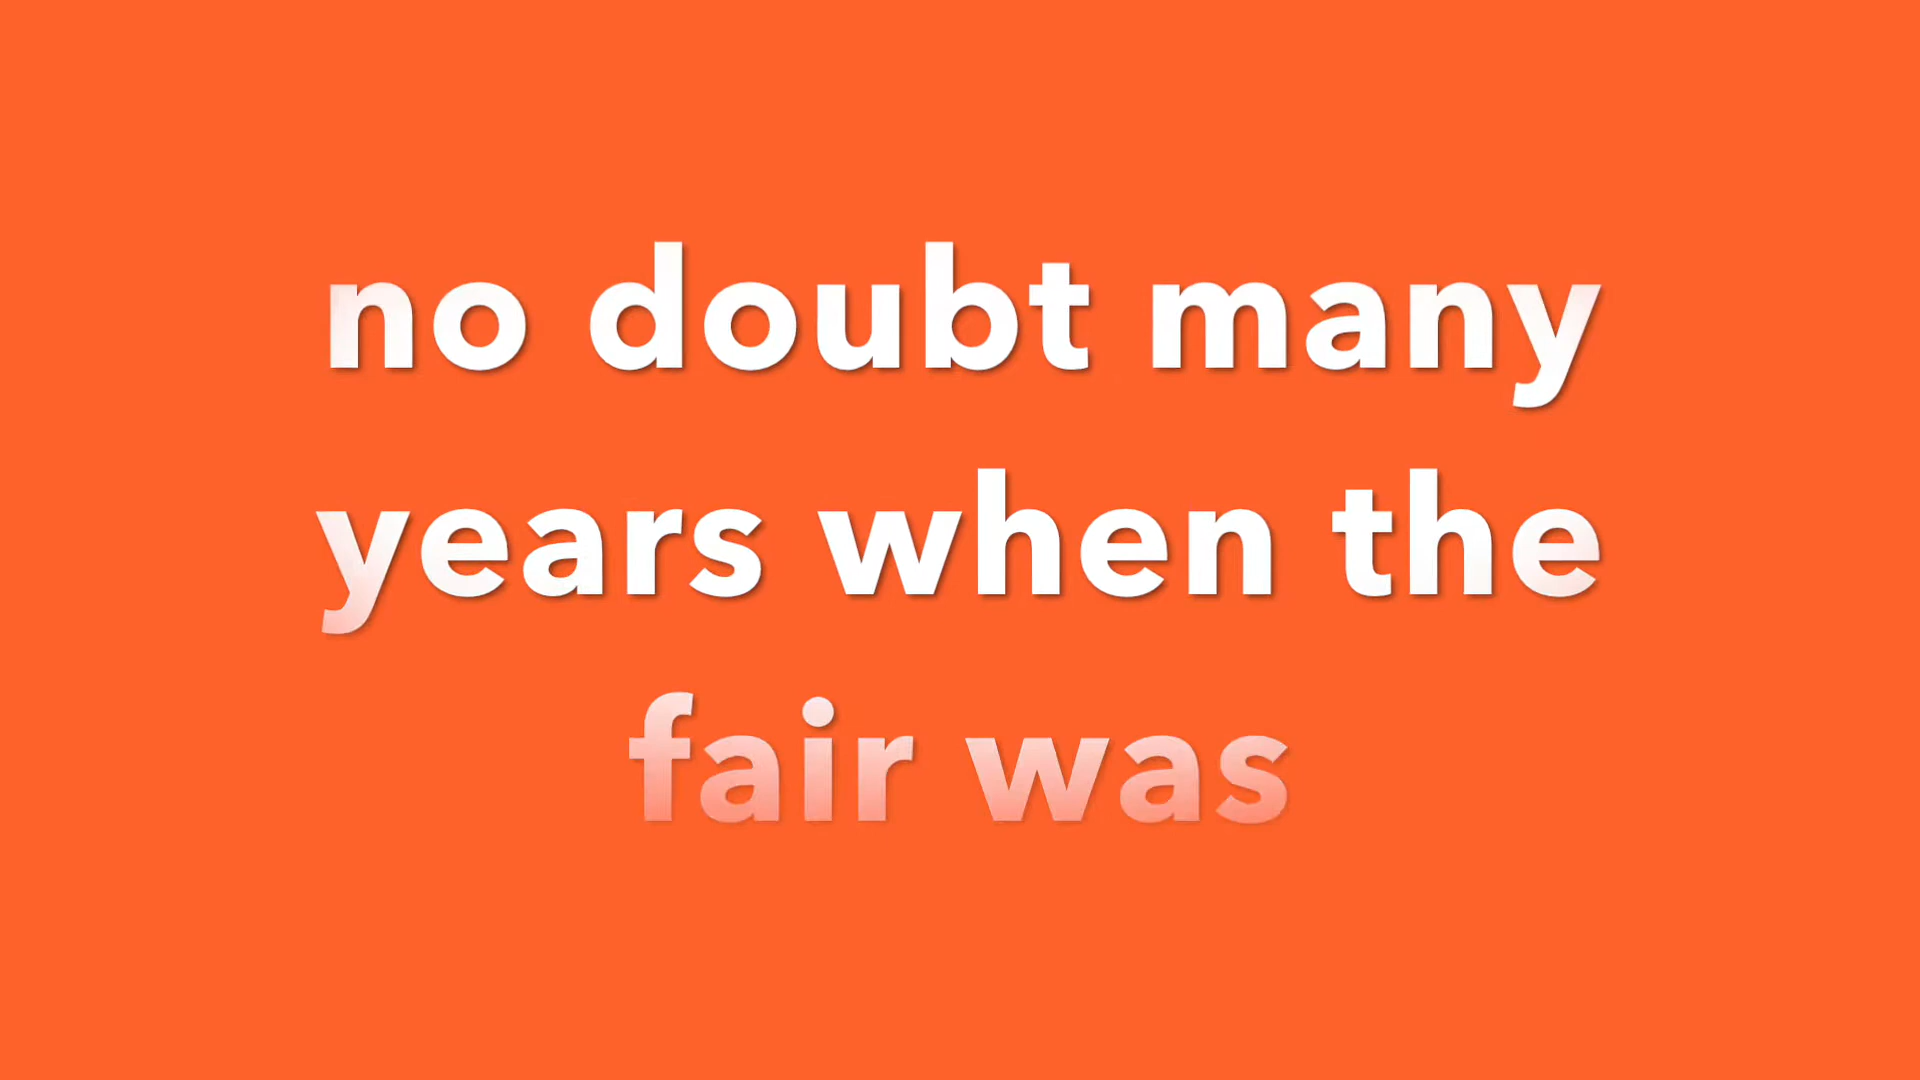 no doubt many
years when the
fair was